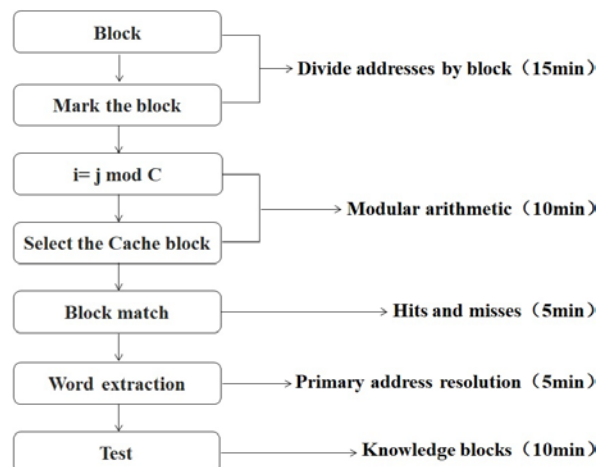 Block
Divide addresses by block（15min）
Mark the block
i= j mod C
Modular arithmetic（10min）
Select the Cache block
Block match
Hits and misses（5min）
Word extraction
Primary address resolution（5min）
Test
Knowledge blocks（10min）